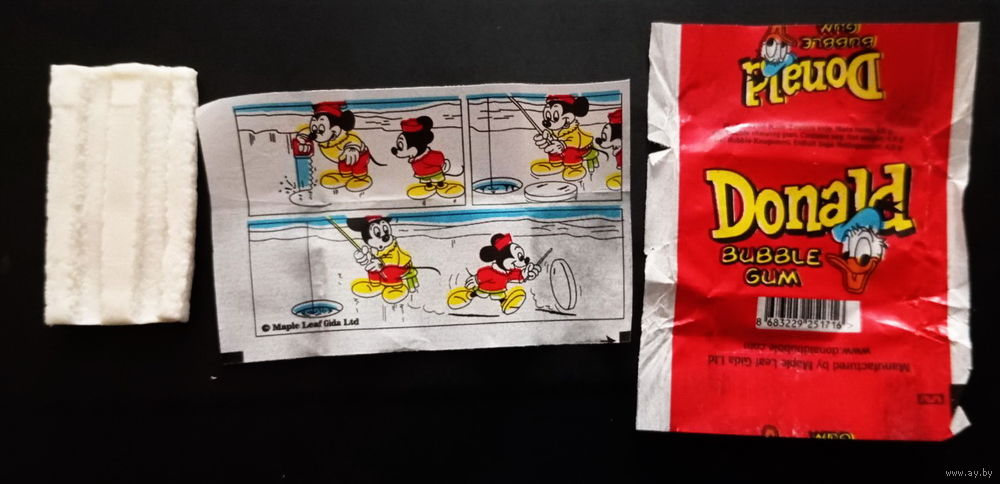 © Maple Leaf Gida Ltd
Donald
BUBBLE
GUM
Donald
BUBBLE
GUM
8 683229 251716 >
www.donaldbubble.com
Manufactured by Maple Leaf Gida Ltd
GUM
www.ay.by